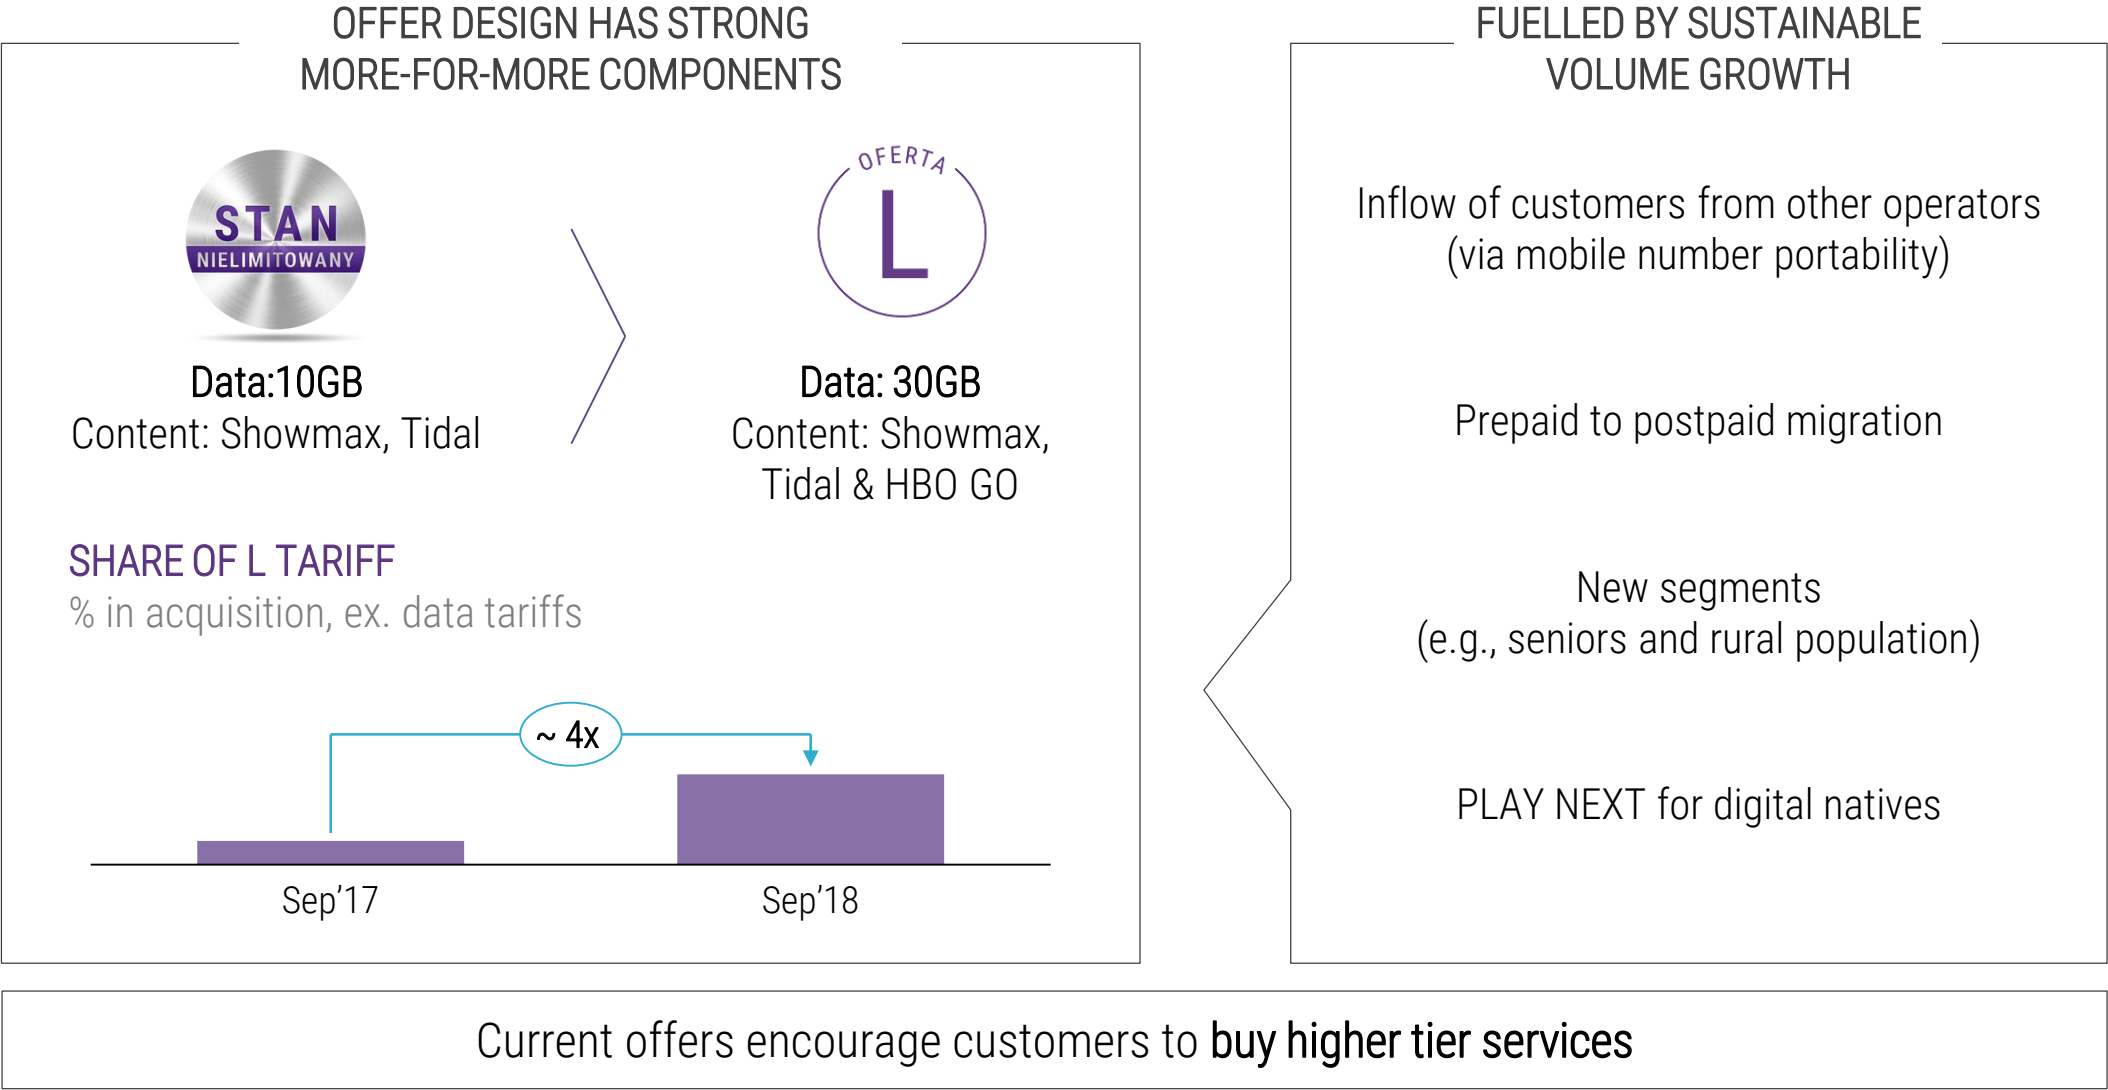 OFFER DESIGN HAS STRONG
MORE-FOR-MORE COMPONENTS
STAN
NIELIMITOWANY
Data:10GB
Content: Showmax, Tidal
OFERTA
L
Data: 30GB
Content: Showmax,
Tidal & HBO GO
SHARE OF L TARIFF
% in acquisition, ex. data tariffs
~ 4x
Sep’17
Sep’18
FUELLED BY SUSTAINABLE
VOLUME GROWTH
Inflow of customers from other operators
(via mobile number portability)
Prepaid to postpaid migration
New segments
(e.g., seniors and rural population)
PLAY NEXT for digital natives
Current offers encourage customers to buy higher tier services